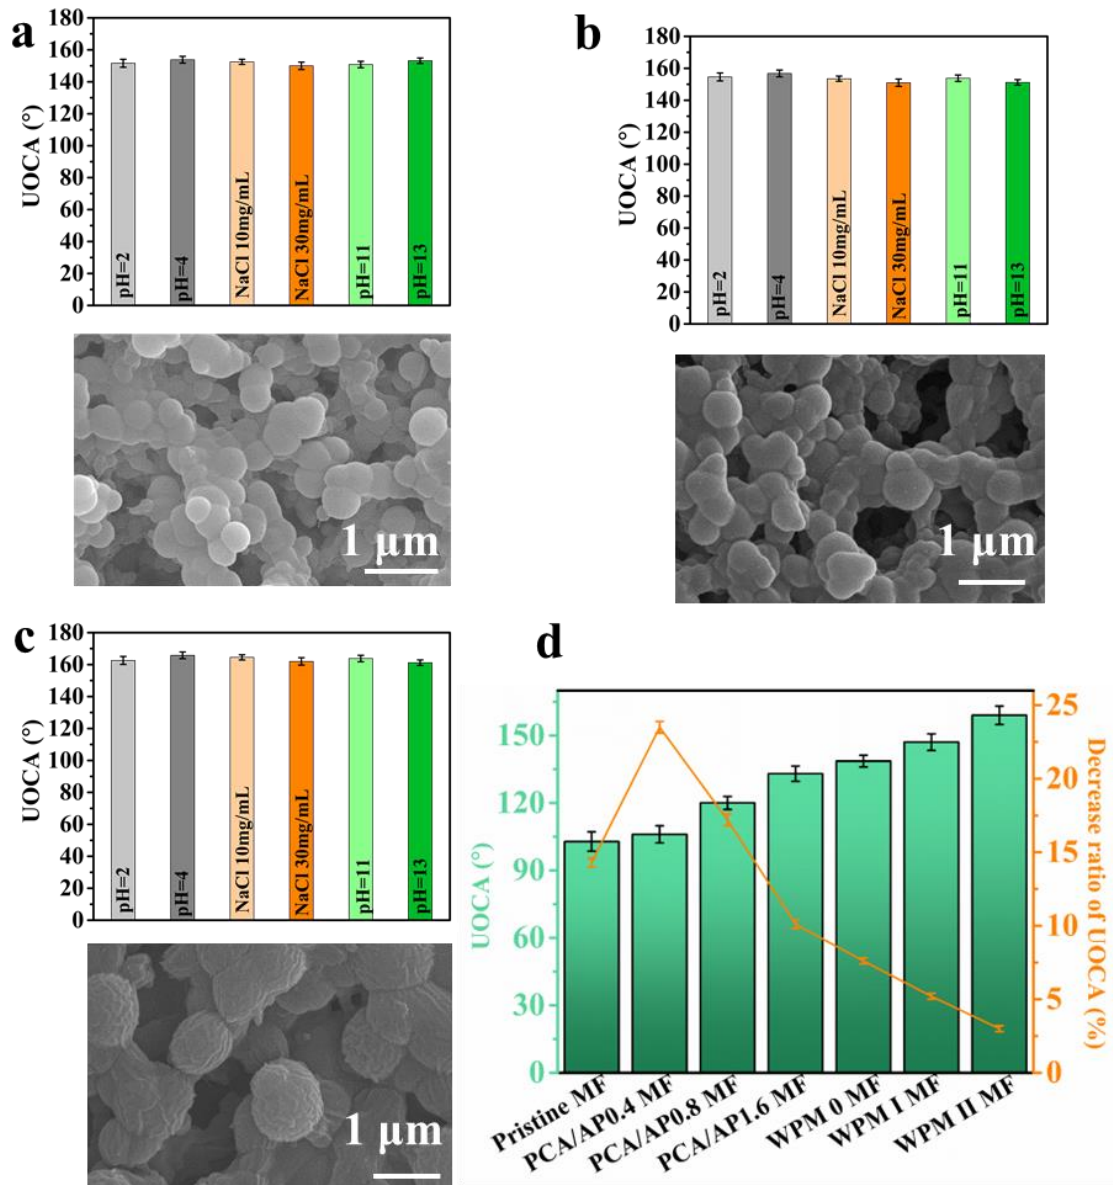 a
180
160
140
120
100
80
60
40
20
0
UOCA (°)
pH=2
pH=4
NaCl 10mg/mL
NaCl 30mg/mL
pH=11
pH=13
1 μm
b
180
160
140
120
100
80
60
40
20
0
UOCA (°)
pH=2
pH=4
NaCl 10mg/mL
NaCl 30mg/mL
pH=11
pH=13
1 μm
c
180
160
140
120
100
80
60
40
20
0
UOCA (°)
pH=2
pH=4
NaCl 10mg/mL
NaCl 30mg/mL
pH=11
pH=13
1 μm
d
150
120
90
60
30
0
UOCA (°)
25
20
15
10
5
0
Decrease ratio of UOCA (%)
Pristine MF
PCA/AP0.4 MF
PCA/AP0.8 MF
PCA/AP1.6 MF
WPM 0 MF
WPM I MF
WPM II MF